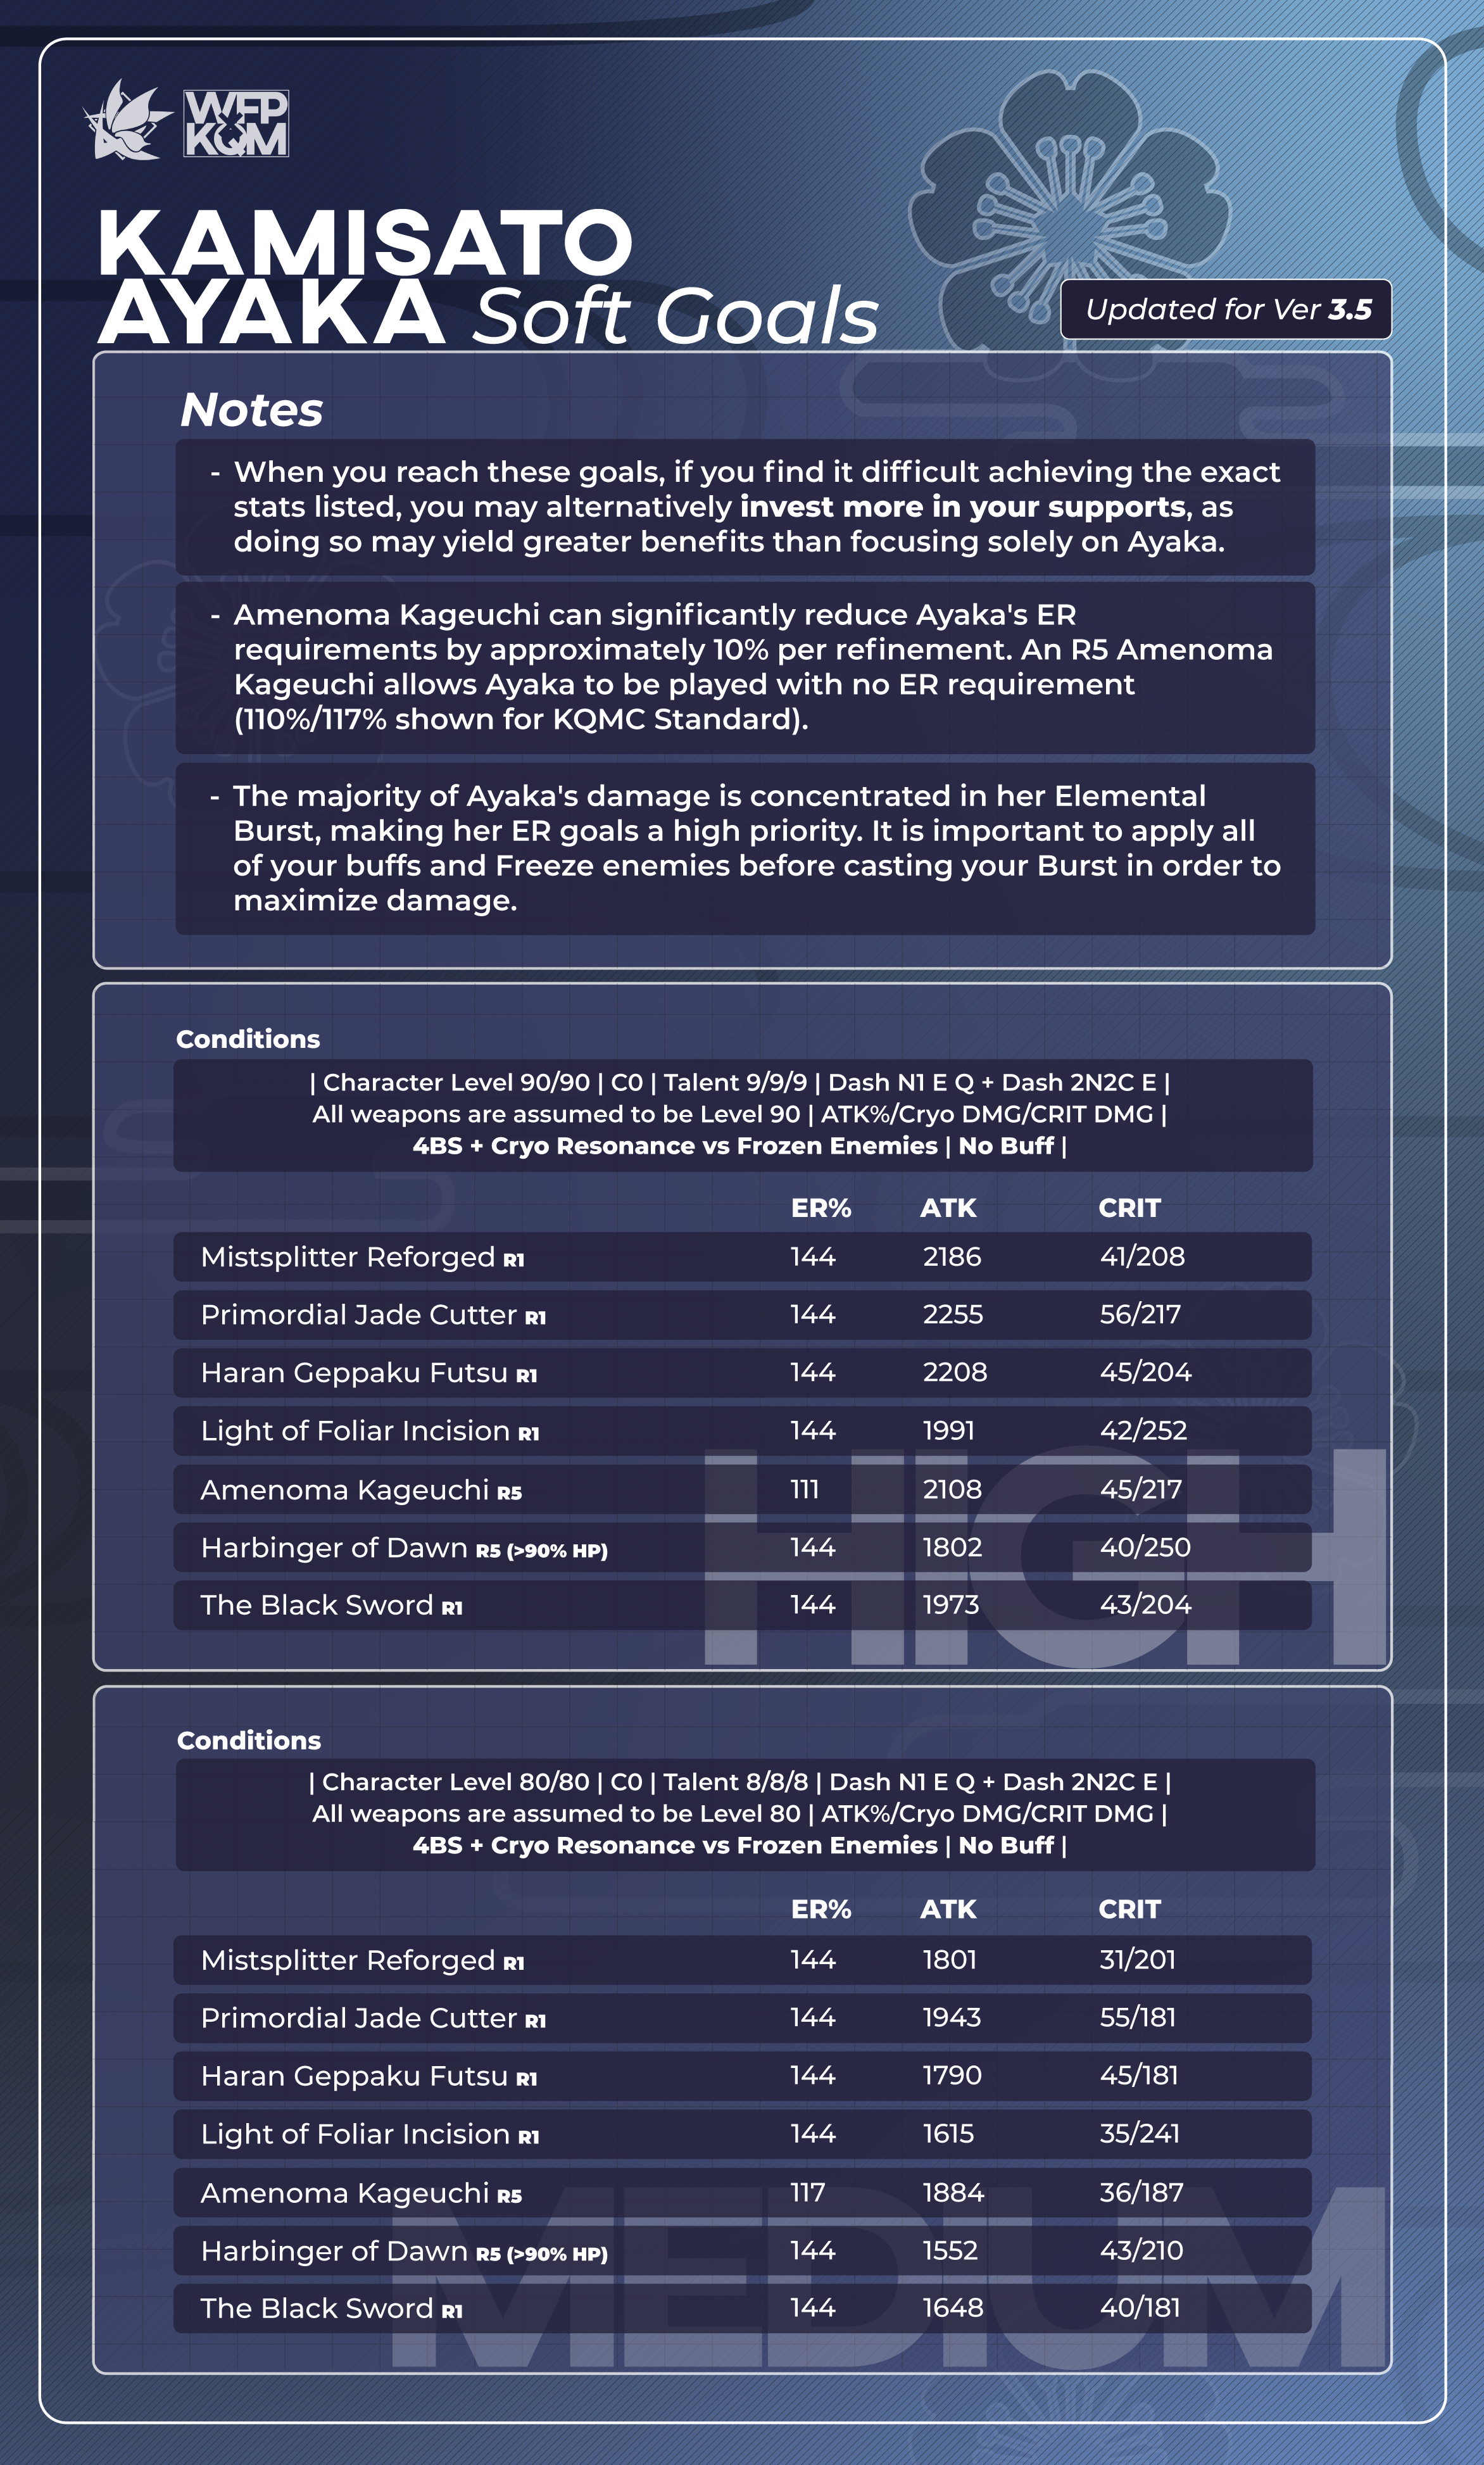 WFP
KQM
KAMISATO
AYAKA Soft Goals
Updated for Ver 3.5
Notes
- When you reach these goals, if you find it difficult achieving the exact
stats listed, you may alternatively invest more in your supports, as
doing so may yield greater benefits than focusing solely on Ayaka.
- Amenoma Kageuchi can significantly reduce Ayaka's ER
requirements by approximately 10% per refinement. An R5 Amenoma
Kageuchi allows Ayaka to be played with no ER requirement
(110%/117% shown for KQMC Standard).
- The majority of Ayaka's damage is concentrated in her Elemental
Burst, making her ER goals a high priority. It is important to apply all
of your buffs and Freeze enemies before casting your Burst in order to
maximize damage.
Conditions
| Character Level 90/90 | C0 | Talent 9/9/9 | Dash N1 E Q + Dash 2N2C E |
All weapons are assumed to be Level 90 | ATK%/Cryo DMG/CRIT DMG |
4BS + Cryo Resonance vs Frozen Enemies | No Buff |
ER% ATK CRIT
Mistsplitter Reforged R1 144 2186 41/208
Primordial Jade Cutter R1 144 2255 56/217
Haran Geppaku Futsu R1 144 2208 45/204
Light of Foliar Incision R1 144 1991 42/252
Amenoma Kageuchi R5 111 2108 45/217
Harbinger of Dawn R5 (>90% HP) 144 1802 40/250
The Black Sword R1 144 1973 43/204
HIGH
Conditions
| Character Level 80/80 | C0 | Talent 8/8/8 | Dash N1 E Q + Dash 2N2C E |
All weapons are assumed to be Level 80 | ATK%/Cryo DMG/CRIT DMG |
4BS + Cryo Resonance vs Frozen Enemies | No Buff |
ER% ATK CRIT
Mistsplitter Reforged R1 144 1801 31/201
Primordial Jade Cutter R1 144 1943 55/181
Haran Geppaku Futsu R1 144 1790 45/181
Light of Foliar Incision R1 144 1615 35/241
Amenoma Kageuchi R5 117 1884 36/187
Harbinger of Dawn R5 (>90% HP) 144 1552 43/210
The Black Sword R1 144 1648 40/181
MEDIUM